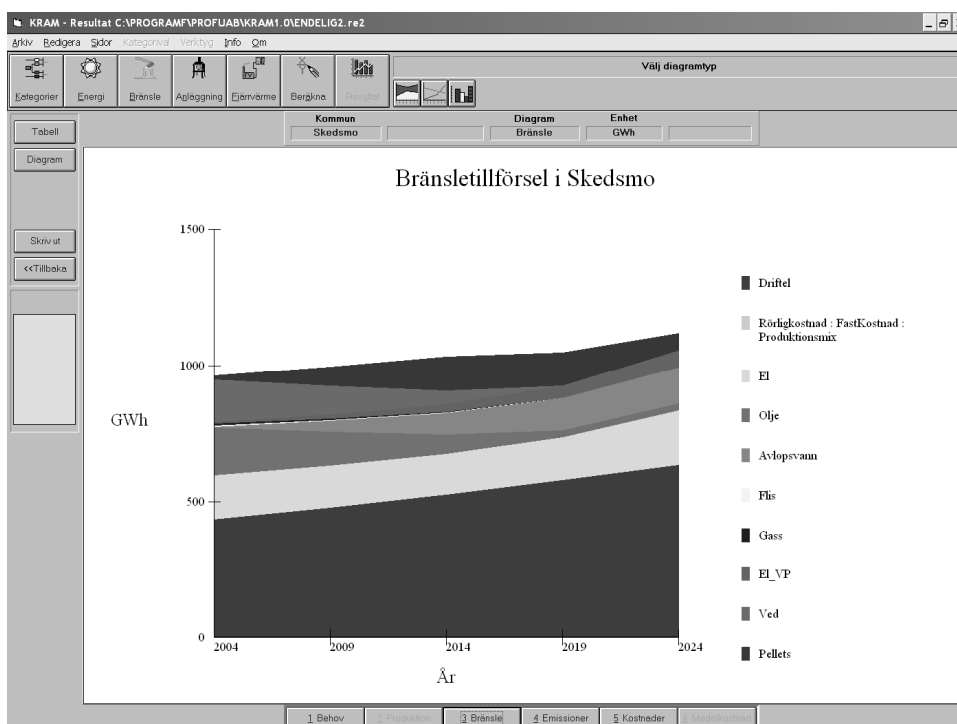 KRAM - Resultat C:\PROGRAMF\PROFUAB\KRAM1.0\ENDELIG2.re2
Arkiv Redigera Sidor Kategorival Verktyg Info Om
Välj diagramtyp
Kategorier Energi Bränsle Anläggning Fjärrvärme Beräkna Resultat
Kommun Diagram Enhet
Skedsmo Bränsle GWh
Tabell
Diagram
Skriv ut
<<Tillbaka
Bränsletillförsel i Skedsmo
1500
1000
GWh
500
0
2004 2009 2014 2019 2024
År
Driftel
Rörligkostnad : FastKostnad :
Produktionsmix
El
Olje
Avlopsvann
Flis
Gass
El_VP
Ved
Pellets
1 Behov 2 Produktion 3 Bränsle 4 Emissioner 5 Kostnader 6 Medelkostnad